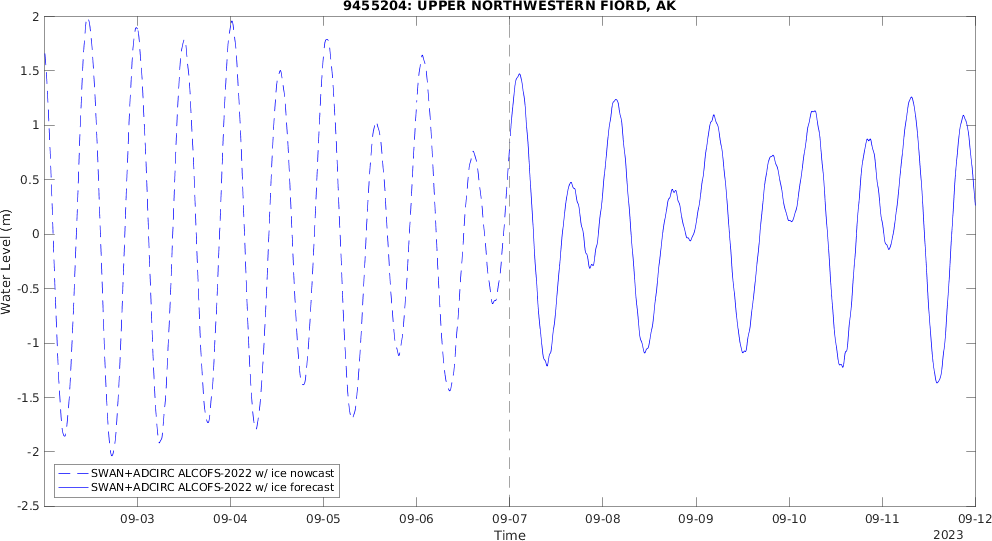 9455204: UPPER NORTHWESTERN FIORD, AK
Water Level (m)
2
1.5
1
0.5
0
-0.5
-1
-1.5
-2
-2.5
SWAN+ADCIRC ALCOFS-2022 w/ ice nowcast
SWAN+ADCIRC ALCOFS-2022 w/ ice forecast
09-03 09-04 09-05 09-06 09-07 09-08 09-09 09-10 09-11 09-12
Time
2023